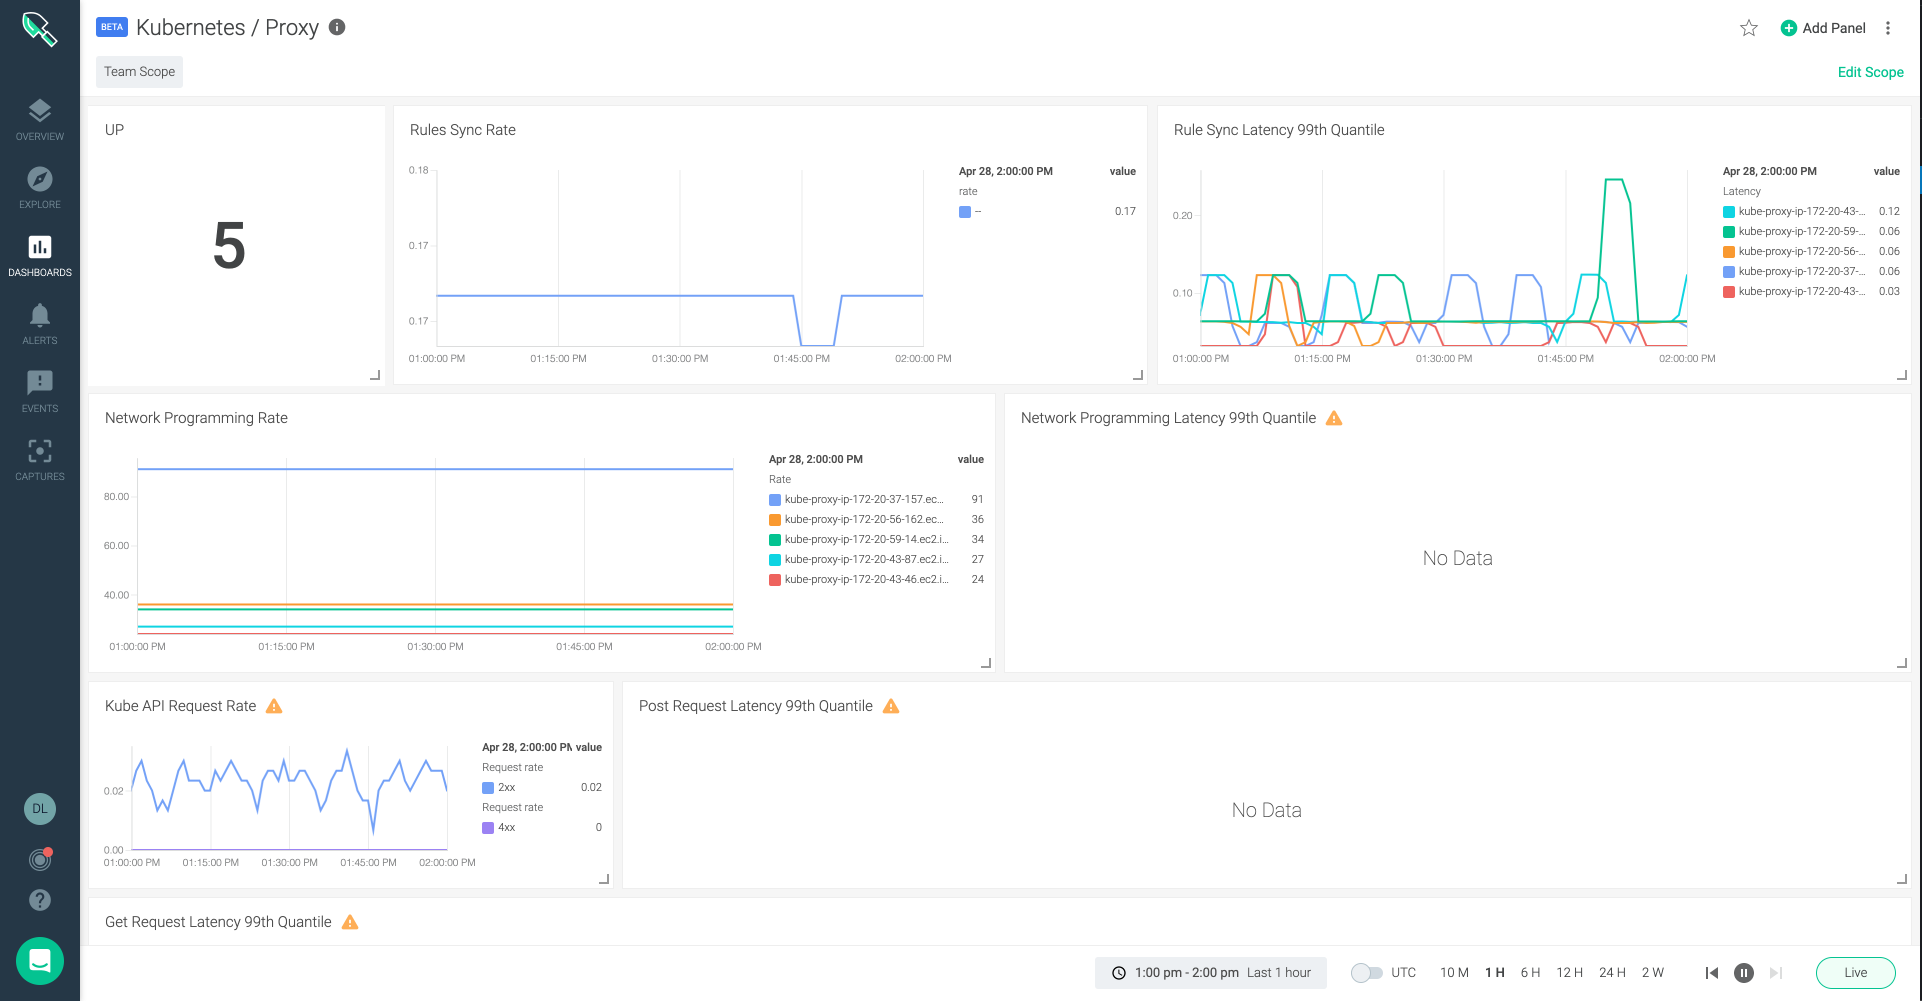 BETA Kubernetes / Proxy
Add Panel
Team Scope
Edit Scope
OVERVIEW
EXPLORE
DASHBOARDS
ALERTS
EVENTS
CAPTURES
DL
UP
5
Rules Sync Rate
0.18
0.17
0.17
01:00:00 PM 01:15:00 PM 01:30:00 PM 01:45:00 PM 02:00:00 PM
Apr 28, 2:00:00 PM value
rate
-- 0.17
Rule Sync Latency 99th Quantile
0.20
0.10
01:00:00 PM 01:15:00 PM 01:30:00 PM 01:45:00 PM 02:00:00 PM
Apr 28, 2:00:00 PM value
Latency
kube-proxy-ip-172-20-43-... 0.12
kube-proxy-ip-172-20-59-... 0.06
kube-proxy-ip-172-20-56-... 0.06
kube-proxy-ip-172-20-37-... 0.06
kube-proxy-ip-172-20-43-... 0.03
Network Programming Rate
80.00
60.00
40.00
01:00:00 PM 01:15:00 PM 01:30:00 PM 01:45:00 PM 02:00:00 PM
Apr 28, 2:00:00 PM value
Rate
kube-proxy-ip-172-20-37-157.ec... 91
kube-proxy-ip-172-20-56-162.ec... 36
kube-proxy-ip-172-20-59-14.ec2.i... 34
kube-proxy-ip-172-20-43-87.ec2.i... 27
kube-proxy-ip-172-20-43-46.ec2.i... 24
Network Programming Latency 99th Quantile
No Data
Kube API Request Rate
0.02
0.00
01:00:00 PM 01:15:00 PM 01:30:00 PM 01:45:00 PM 02:00:00 PM
Apr 28, 2:00:00 PM value
Request rate
2xx 0.02
Request rate
4xx 0
Post Request Latency 99th Quantile
No Data
Get Request Latency 99th Quantile
1:00 pm - 2:00 pm Last 1 hour
UTC
10 M 1 H 6 H 12 H 24 H 2 W
Live